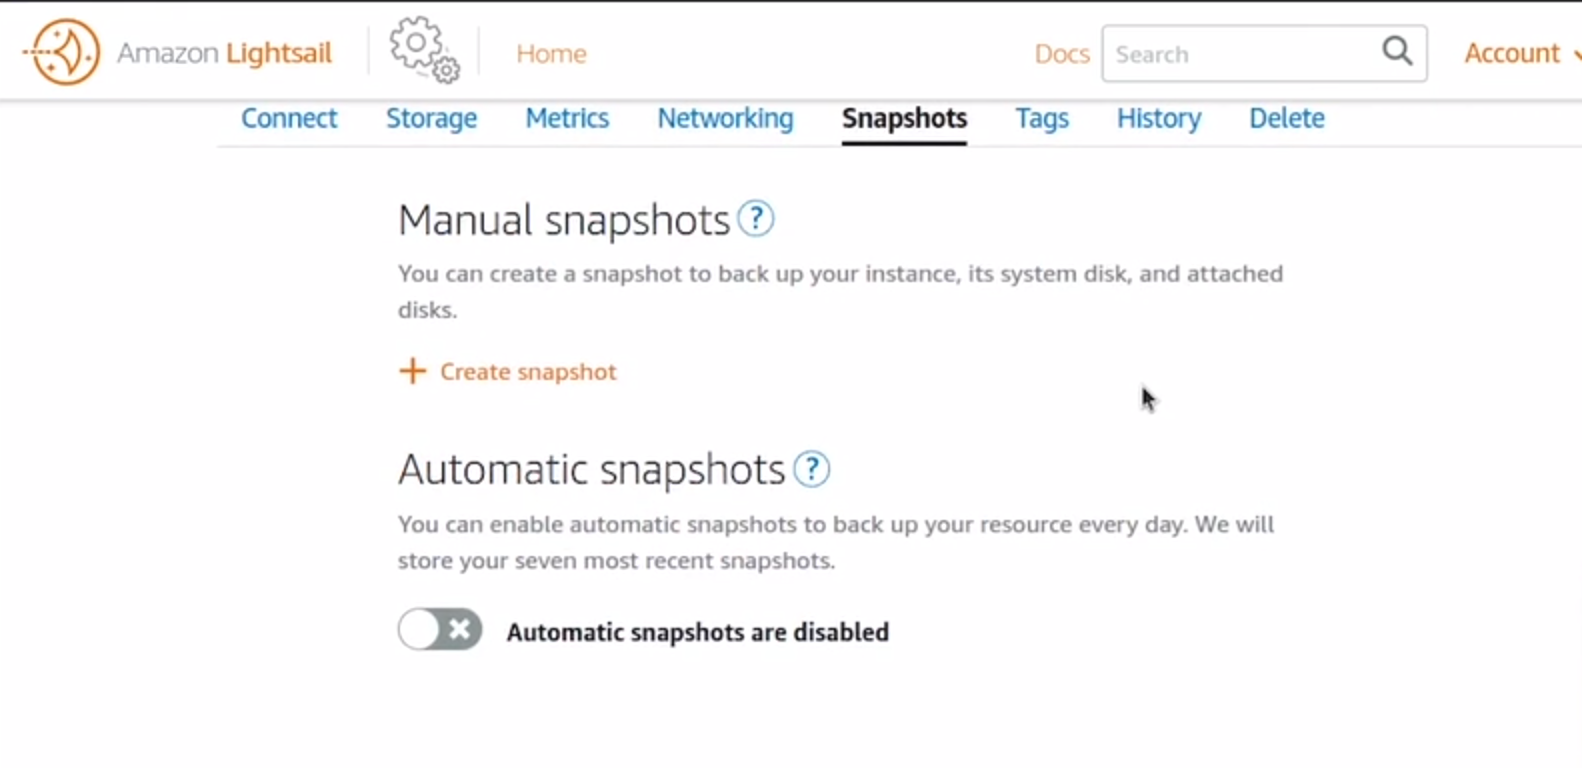 Amazon Lightsail Home Docs Search Account
Connect Storage Metrics Networking Snapshots Tags History Delete
Manual snapshots ?
You can create a snapshot to back up your instance, its system disk, and attached
disks.
+ Create snapshot
Automatic snapshots ?
You can enable automatic snapshots to back up your resource every day. We will
store your seven most recent snapshots.
Automatic snapshots are disabled